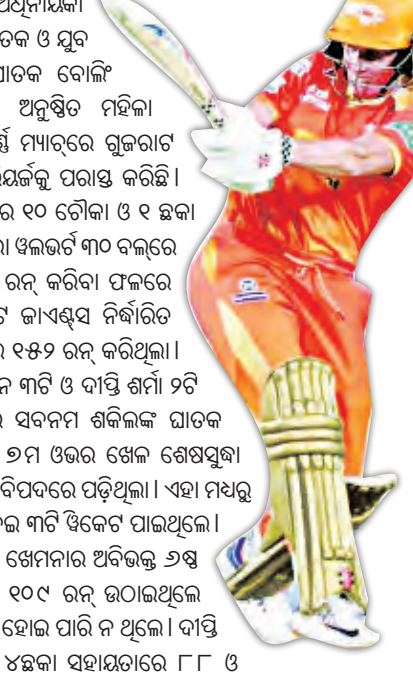 ଅଧିନାୟିକା
ତକ ଓ ଯୁବ
ଘାତକ ବୋଲିଂ
ଅନୁଷ୍ଠିତ ମହିଳା
ର୍ଣ୍ଣ ମ୍ୟାଚ୍‌ରେ ଗୁଜରାଟ
ରିୟର୍ଜକୁ ପରାସ୍ତ କରିଛି।
ର ୧୦ ଚୌକା ଓ ୧ ଛକା
ରା ୱଲଭର୍ଟ ୩୦ ବଲ୍‌ରେ
ରନ୍ କରିବା ଫଳରେ
ଟ ଜାଏଣ୍ଟସ ନିର୍ଦ୍ଧାରିତ
ର ୧୫୨ ରନ୍ କରିଥିଲା।
ନ ୩ଟି ଓ ଦୀପ୍ତି ଶର୍ମା ୨ଟି
ସବନମ ଶକିଲଙ୍କ ଘାତକ
୭ମ ଓଭର ଖେଳ ଶେଷସୁଦ୍ଧା
ବିପଦରେ ପଡ଼ିଥିଲା। ଏହା ମଧ୍ୟରୁ
ଇ ୩ଟି ୱିକେଟ ପାଇଥିଲେ।
ଖେମନାର ଅବିଭକ୍ତ ୬ଷ୍ଠ
୧୦୯ ରନ୍ ଉଠାଇଥିଲେ
ହୋଇ ପାରି ନ ଥିଲେ। ଦୀପ୍ତି
୪ଛକା ସହାୟତାରେ ୮୮ ଓ